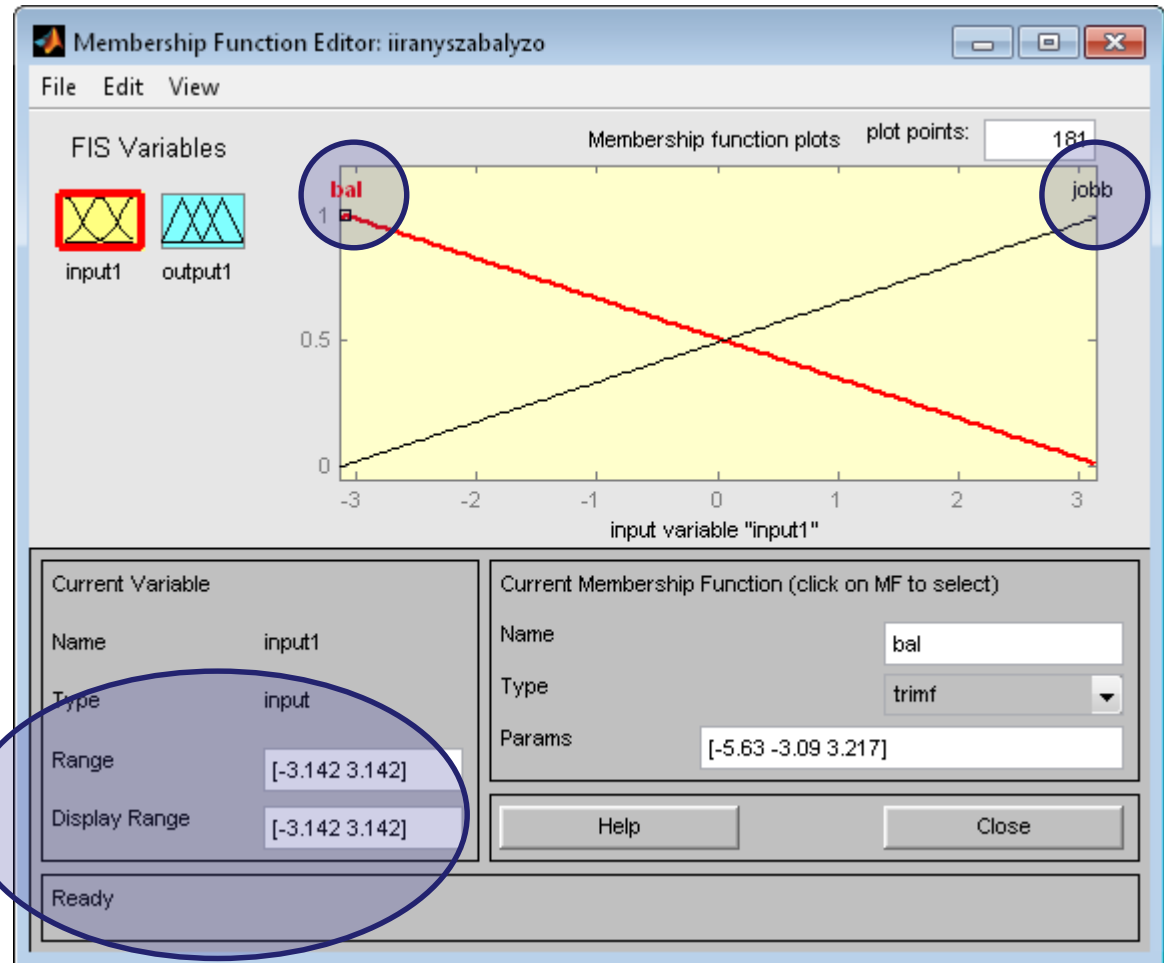 Membership Function Editor: iiranyszabalyzo
File Edit View
FIS Variables
input1 output1
Membership function plots plot points: 181
bal jobb
1
0.5
0
-3 -2 -1 0 1 2 3
input variable "input1"
Current Variable
Name input1
Type input
Range [-3.142 3.142]
Display Range [-3.142 3.142]
Current Membership Function (click on MF to select)
Name bal
Type trimf
Params [-5.63 -3.09 3.217]
Help Close
Ready